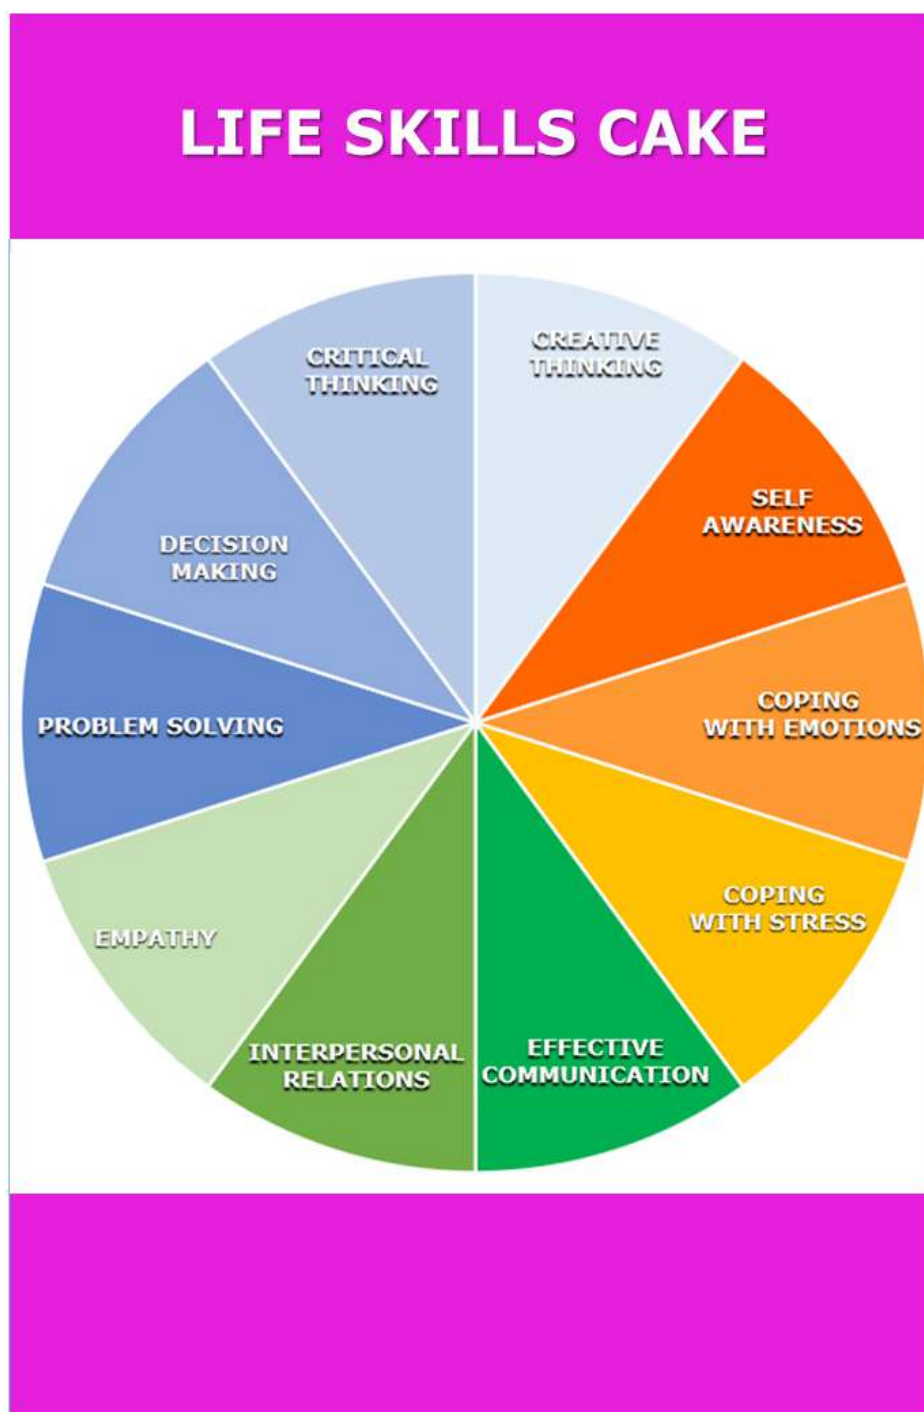 LIFE SKILLS CAKE
CREATIVE
THINKING
SELF
AWARENESS
COPING
WITH EMOTIONS
COPING
WITH STRESS
EFFECTIVE
COMMUNICATION
INTERPERSONAL
RELATIONS
EMPATHY
PROBLEM SOLVING
DECISION
MAKING
CRITICAL
THINKING